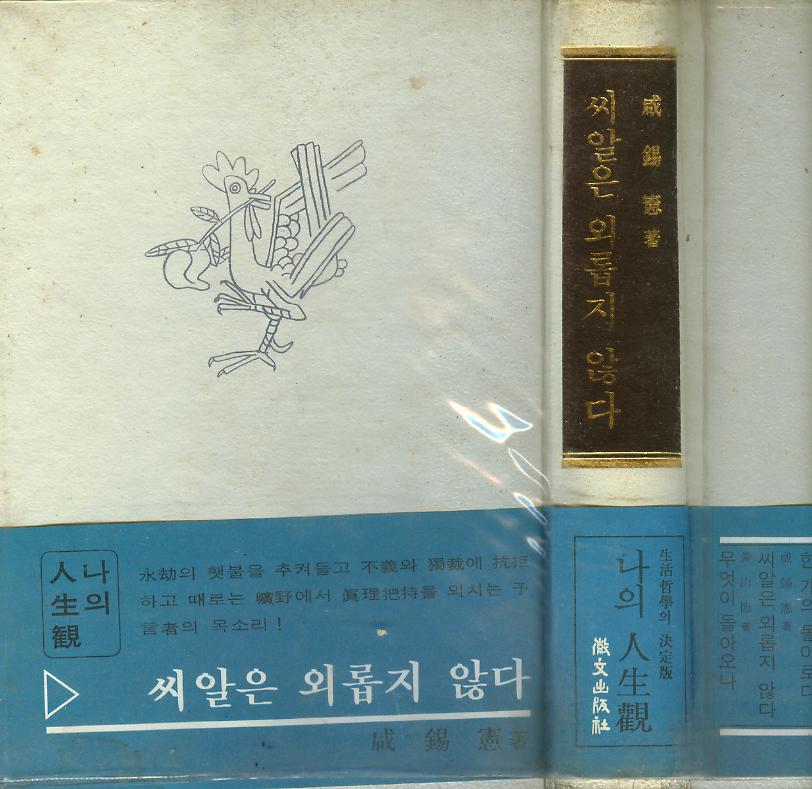 나의
人生観
永劫의 횃불을 추켜들고 不義와 獨裁에 抗拒
하고 때로는 曠野에서 眞理把持를 외치는 予
言者의 목소리!
씨알은 외롭지 않다
咸錫憲 著
씨알은 외롭지 않다
咸錫憲 著
生活哲學의 決定版
나의 人生觀
徽文出版社
咸錫憲 著
씨알은 외롭지 않다
무엇이 돌아오나